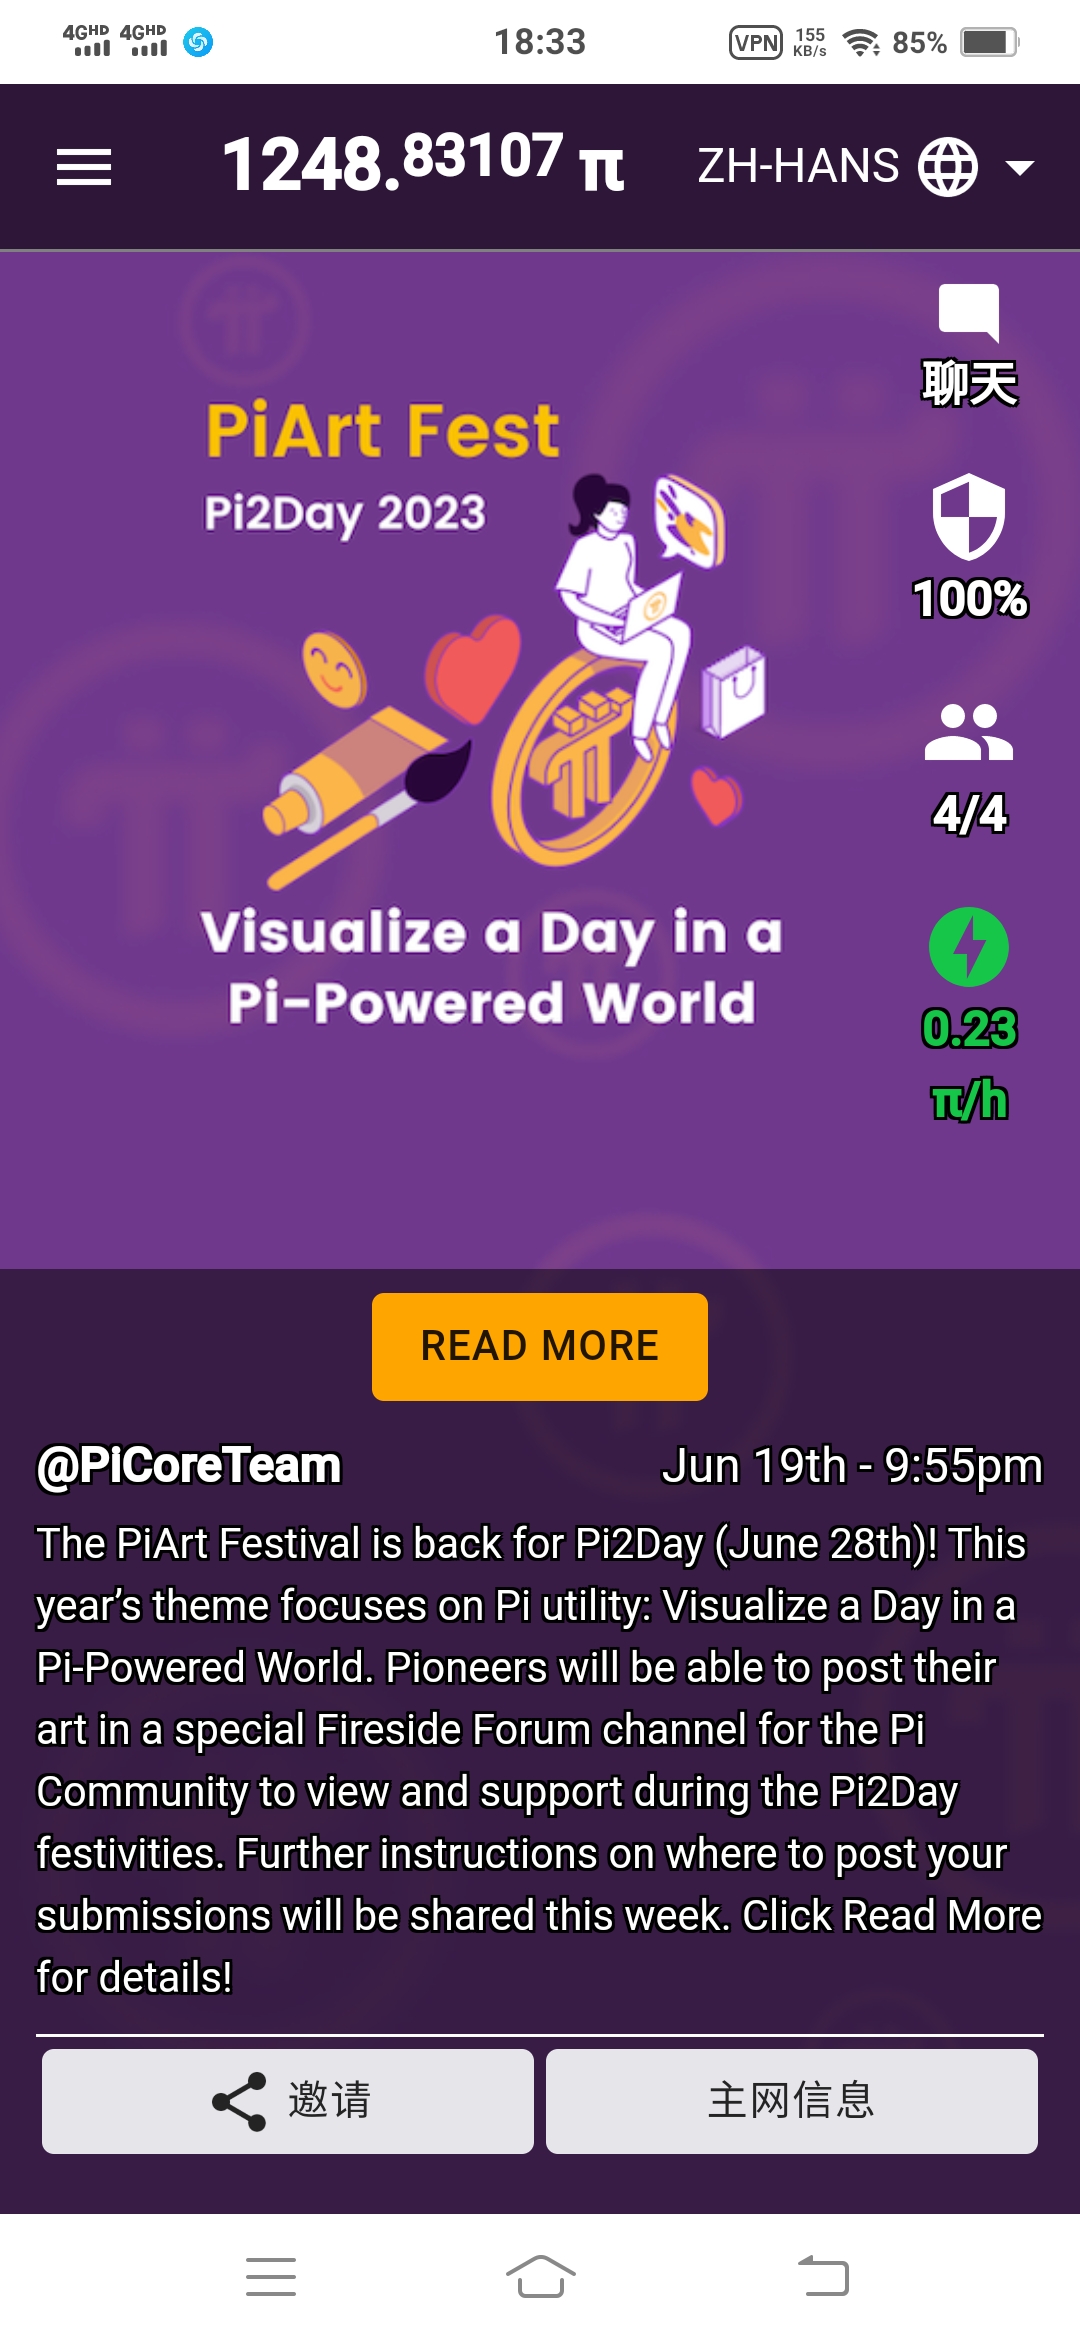 4GHD 4GHD 18:33 VPN 155 KB/s 85%
1248.83107 π ZH-HANS
聊天
PiArt Fest
Pi2Day 2023
100%
4/4
Visualize a Day in a
Pi-Powered World
0.23
π/h
READ MORE
@PiCoreTeam Jun 19th - 9:55pm
The PiArt Festival is back for Pi2Day (June 28th)! This
year’s theme focuses on Pi utility: Visualize a Day in a
Pi-Powered World. Pioneers will be able to post their
art in a special Fireside Forum channel for the Pi
Community to view and support during the Pi2Day
festivities. Further instructions on where to post your
submissions will be shared this week. Click Read More
for details!
邀请 主网信息